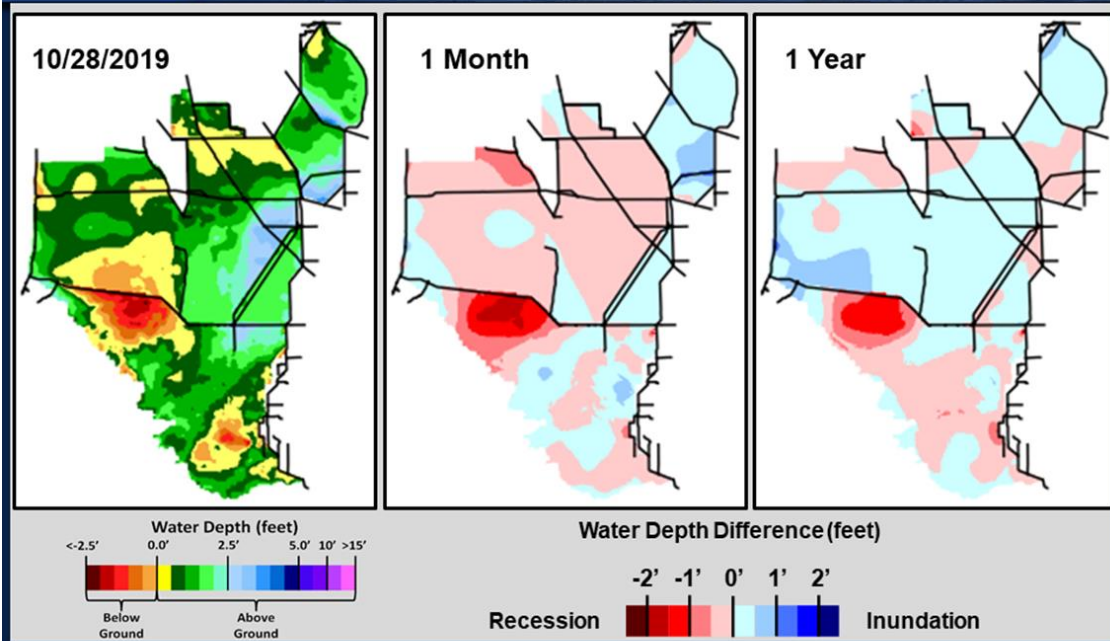 10/28/2019
1 Month
1 Year
Water Depth (feet)
<-2.5' 0.0' 2.5' 5.0' 10' >15'
Below
Ground
Above
Ground
Water Depth Difference (feet)
-2' -1' 0' 1' 2'
Recession
Inundation